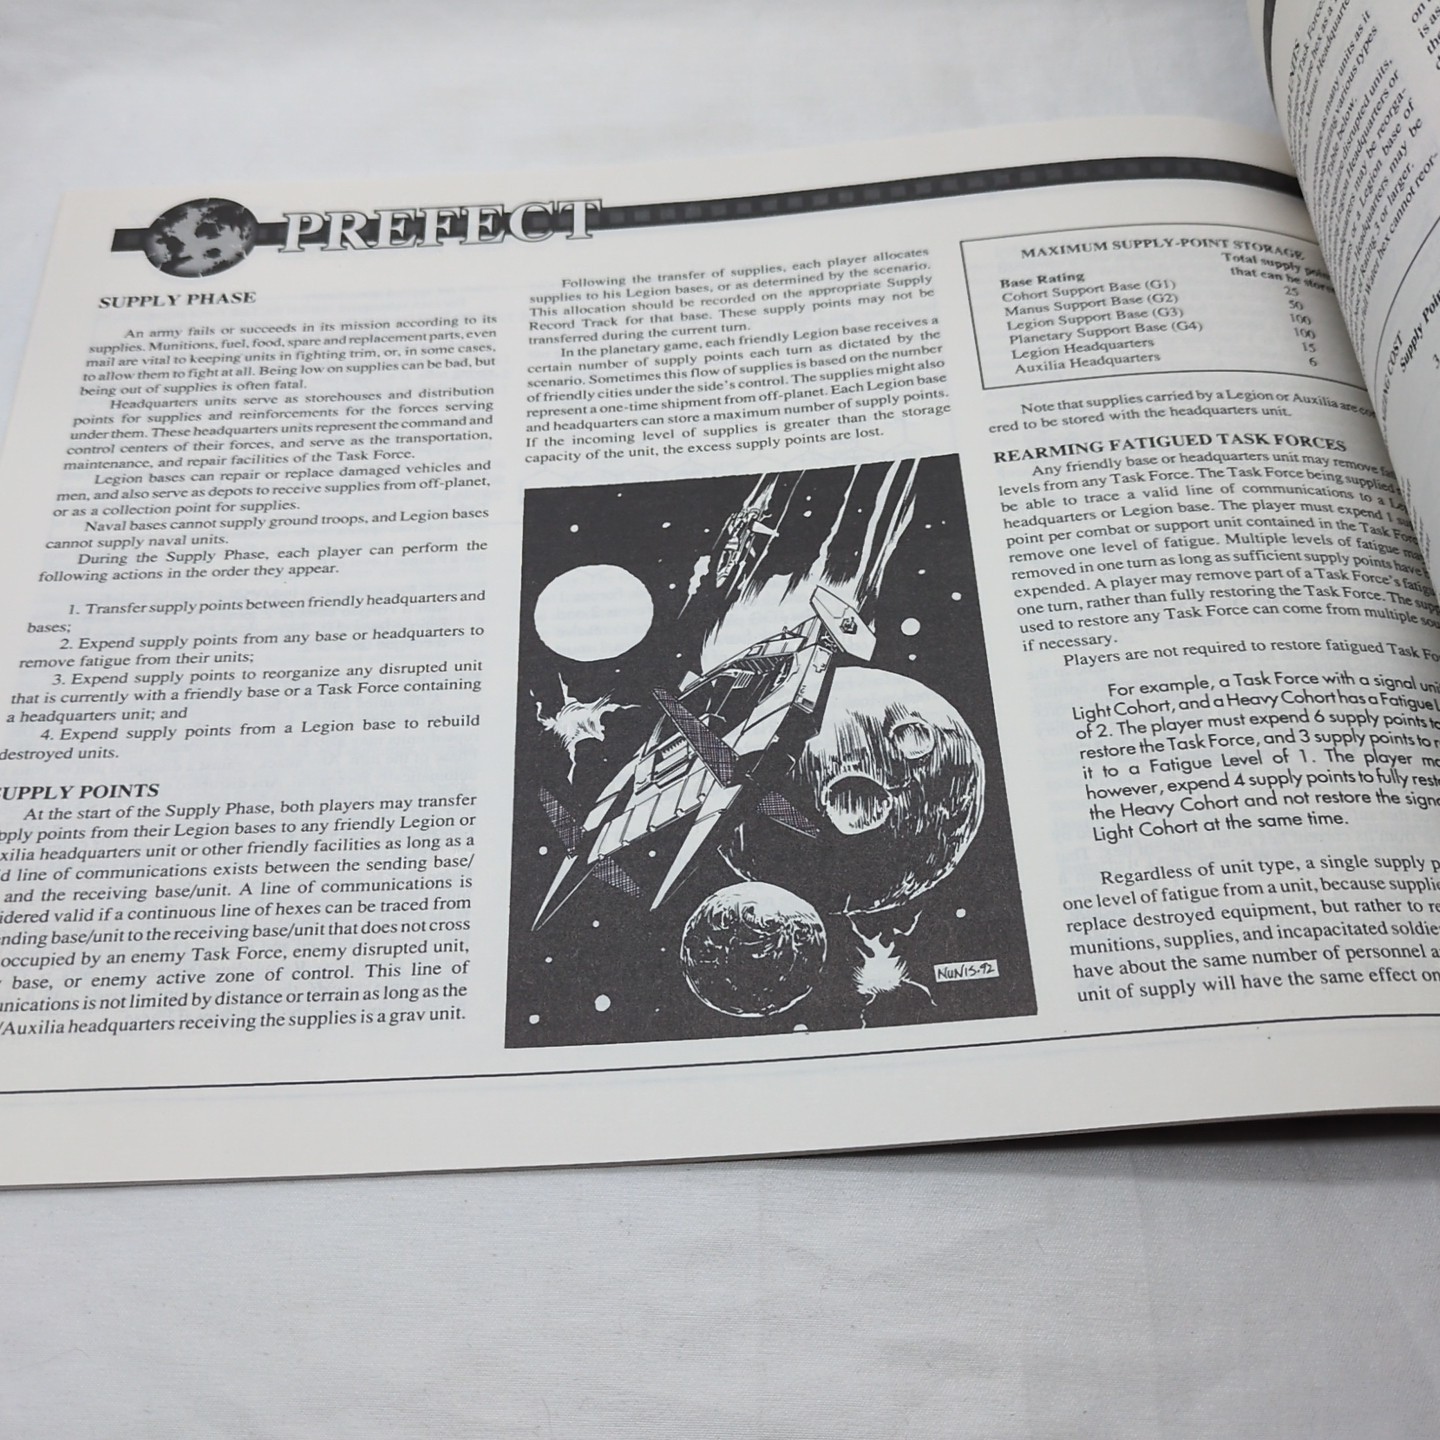 PREFECT
SUPPLY PHASE
An army fails or succeeds in its mission according to its
supplies. Munitions, fuel, food, spare and replacement parts, even
mail are vital to keeping units in fighting trim, or, in some cases,
to allow them to fight at all. Being low on supplies can be bad, but
being out of supplies is often fatal.
Headquarters units serve as storehouses and distribution
points for supplies and reinforcements for the forces serving
under them. These headquarters units represent the command and
control centers of their forces, and serve as the transportation,
maintenance, and repair facilities of the Task Force.
Legion bases can repair or replace damaged vehicles and
men, and also serve as depots to receive supplies from off-planet,
or as a collection point for supplies.
Naval bases cannot supply ground troops, and Legion bases
cannot supply naval units.
During the Supply Phase, each player can perform the
following actions in the order they appear.
1. Transfer supply points between friendly headquarters and
bases;
2. Expend supply points from any base or headquarters to
remove fatigue from their units;
3. Expend supply points to reorganize any disrupted unit
that is currently with a friendly base or a Task Force containing
a headquarters unit; and
4. Expend supply points from a Legion base to rebuild
destroyed units.
UPPLY POINTS
At the start of the Supply Phase, both players may transfer
pply points from their Legion bases to any friendly Legion or
xilia headquarters unit or other friendly facilities as long as a
d line of communications exists between the sending base/
and the receiving base/unit. A line of communications is
idered valid if a continuous line of hexes can be traced from
nding base/unit to the receiving base/unit that does not cross
occupied by an enemy Task Force, enemy disrupted unit,
base, or enemy active zone of control. This line of
unications is not limited by distance or terrain as long as the
/Auxilia headquarters receiving the supplies is a grav unit.
Following the transfer of supplies, each player allocates
supplies to his Legion bases, or as determined by the scenario.
This allocation should be recorded on the appropriate Supply
Record Track for that base. These supply points may not be
transferred during the current turn.
In the planetary game, each friendly Legion base receives a
certain number of supply points each turn as dictated by the
scenario. Sometimes this flow of supplies is based on the number
of friendly cities under the side's control. The supplies might also
represent a one-time shipment from off-planet. Each Legion base
and headquarters can store a maximum number of supply points.
If the incoming level of supplies is greater than the storage
capacity of the unit, the excess supply points are lost.
NUNIS.92
MAXIMUM SUPPLY-POINT STORAGE
Total supply
Base Rating that can be
Cohort Support Base (G1) 25
Manus Support Base (G2) 50
Legion Support Base (G3) 100
Planetary Support Base (G4) 100
Legion Headquarters 15
Auxilia Headquarters 6
Note that supplies carried by a Legion or Auxilia are
ered to be stored with the headquarters unit.
REARMING FATIGUED TASK FORCES
Any friendly base or headquarters unit may remove
levels from any Task Force. The Task Force being supplied
be able to trace a valid line of communications to a
headquarters or Legion base. The player must expend 1
point per combat or support unit contained in the Task
remove one level of fatigue. Multiple levels of fatigue
removed in one turn as long as sufficient supply points have
expended. A player may remove part of a Task Force's
one turn, rather than fully restoring the Task Force. The
used to restore any Task Force can come from multiple
if necessary.
Players are not required to restore fatigued Task
For example, a Task Force with a signal
Light Cohort, and a Heavy Cohort has a Fatigue
of 2. The player must expend 6 supply points
restore the Task Force, and 3 supply points to
it to a Fatigue Level of 1. The player
however, expend 4 supply points to fully
the Heavy Cohort and not restore the
Light Cohort at the same time.
Regardless of unit type, a single supply
one level of fatigue from a unit, because
replace destroyed equipment, but rather to
munitions, supplies, and incapacitated
have about the same number of personnel
unit of supply will have the same effect